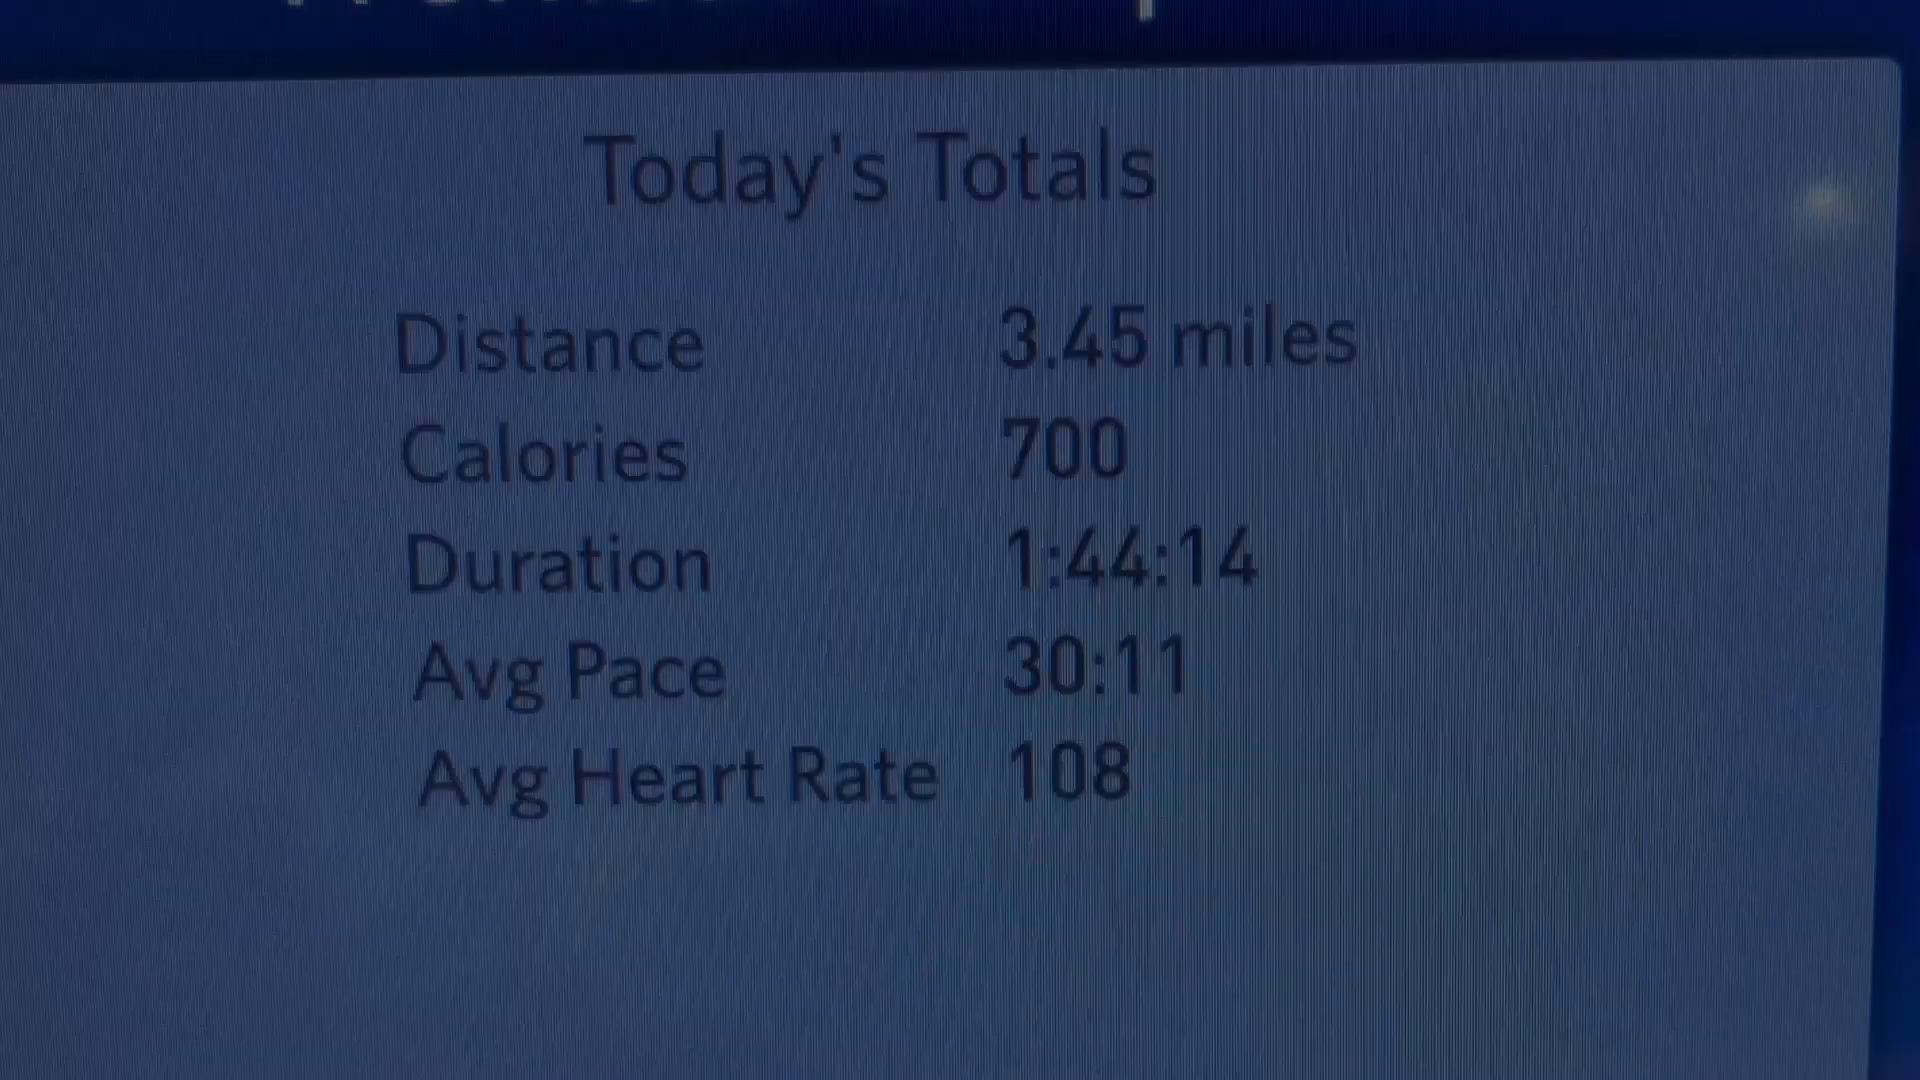 Today's Totals
Distance 3.45 miles
Calories 700
Duration 1:44:14
Avg Pace 30:11
Avg Heart Rate 108